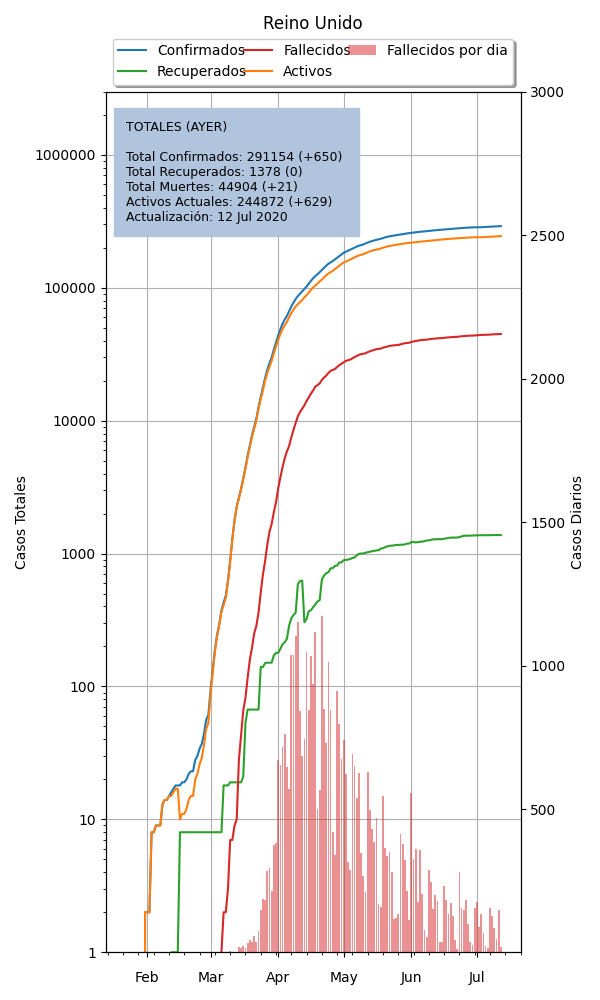 Reino Unido
Confirmados
Recuperados
Fallecidos
Activos
Fallecidos por dia
TOTALES (AYER)
Total Confirmados: 291154 (+650)
Total Recuperados: 1378 (0)
Total Muertes: 44904 (+21)
Activos Actuales: 244872 (+629)
Actualización: 12 Jul 2020
Casos Totales
1000000
100000
10000
1000
100
10
1
3000
2500
2000
1500
1000
500
Casos Diarios
Feb Mar Apr May Jun Jul